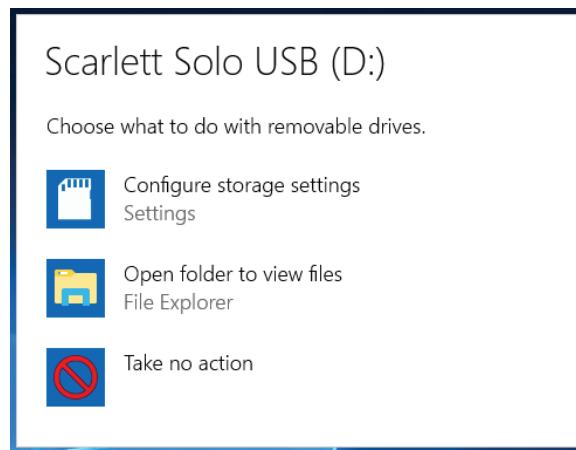 Scarlett Solo USB (D:)
Choose what to do with removable drives.
Configure storage settings
Settings
Open folder to view files
File Explorer
Take no action